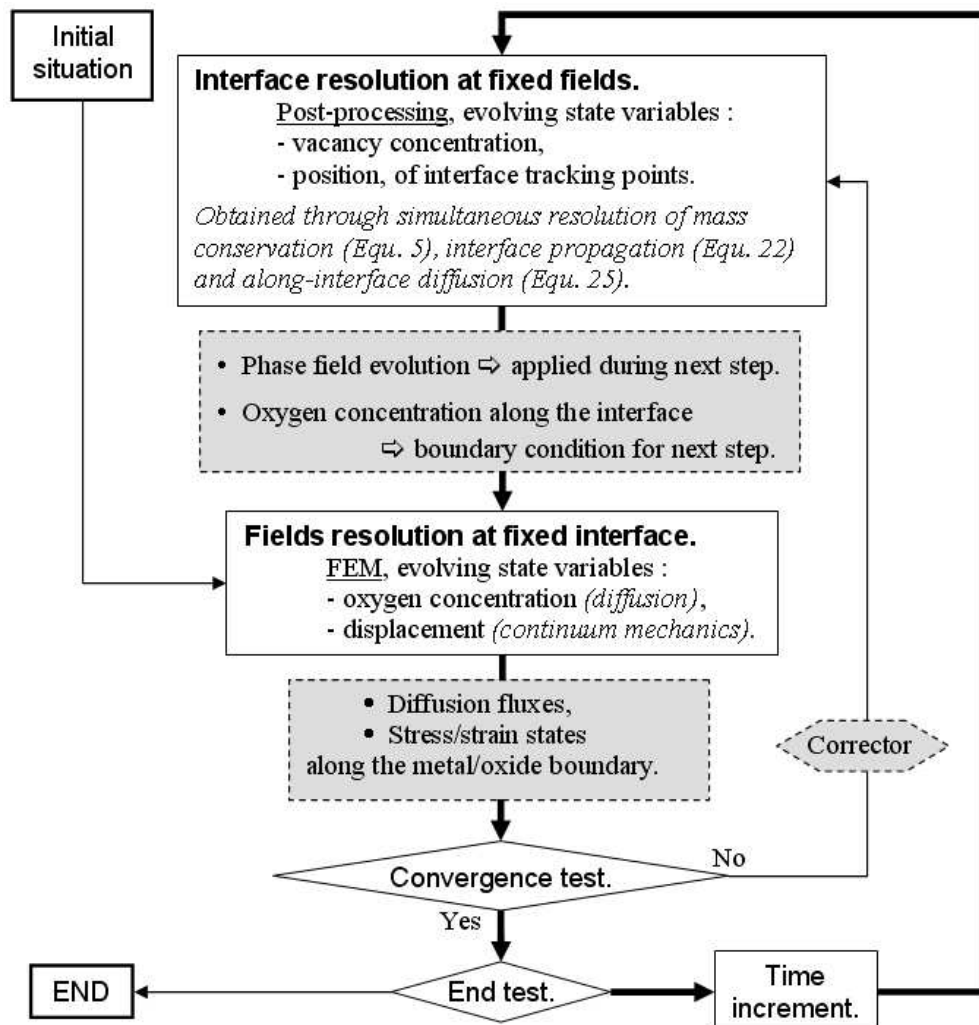 Initial
situation
Interface resolution at fixed fields.
Post-processing, evolving state variables :
- vacancy concentration,
- position, of interface tracking points.
Obtained through simultaneous resolution of mass
conservation (Equ. 5), interface propagation (Equ. 22)
and along-interface diffusion (Equ. 25).
• Phase field evolution ⇨ applied during next step.
• Oxygen concentration along the interface
⇨ boundary condition for next step.
Fields resolution at fixed interface.
FEM, evolving state variables :
- oxygen concentration (diffusion),
- displacement (continuum mechanics).
• Diffusion fluxes,
• Stress/strain states
along the metal/oxide boundary.
Corrector
Convergence test.
No
Yes
End test.
END
Time
increment.